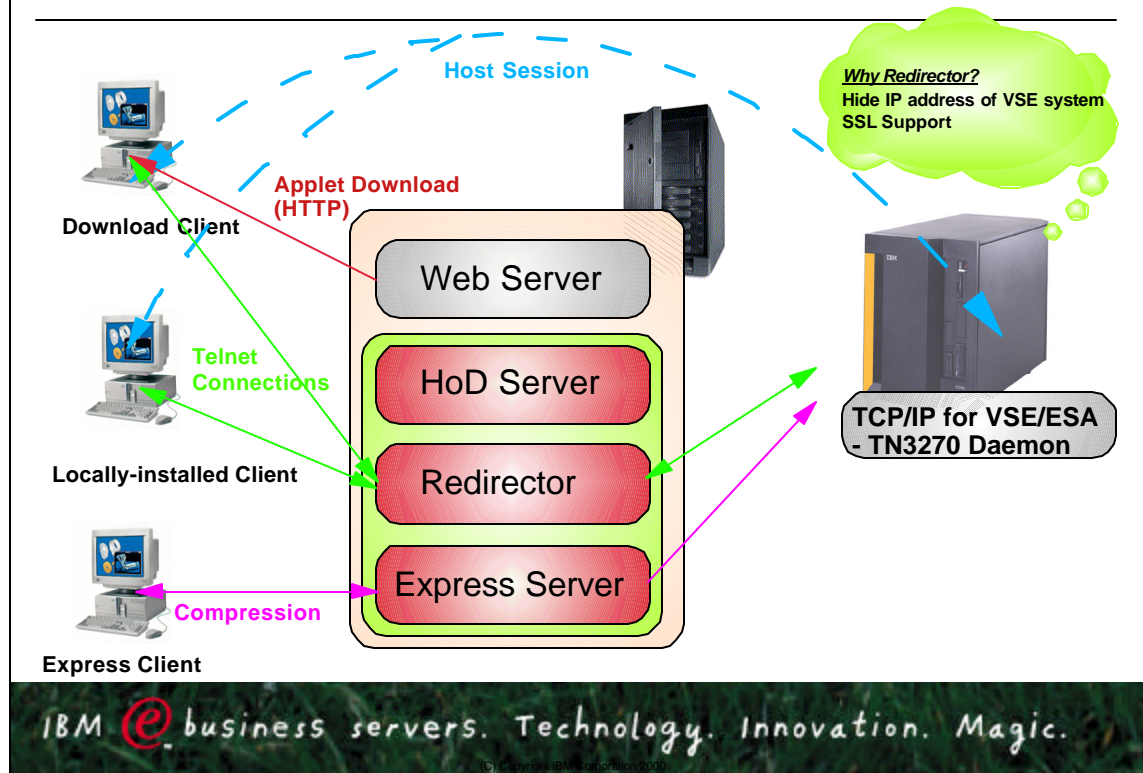 Host Session
Why Redirector?
Hide IP address of VSE system
SSL Support
Applet Download
(HTTP)
Download Client
Web Server
Telnet
Connections
HoD Server
TCP/IP for VSE/ESA
- TN3270 Daemon
Locally-installed Client
Redirector
Express Server
Compression
Express Client
IBM e business servers. Technology. Innovation. Magic.
(C) Copyright IBM Corporation 2000